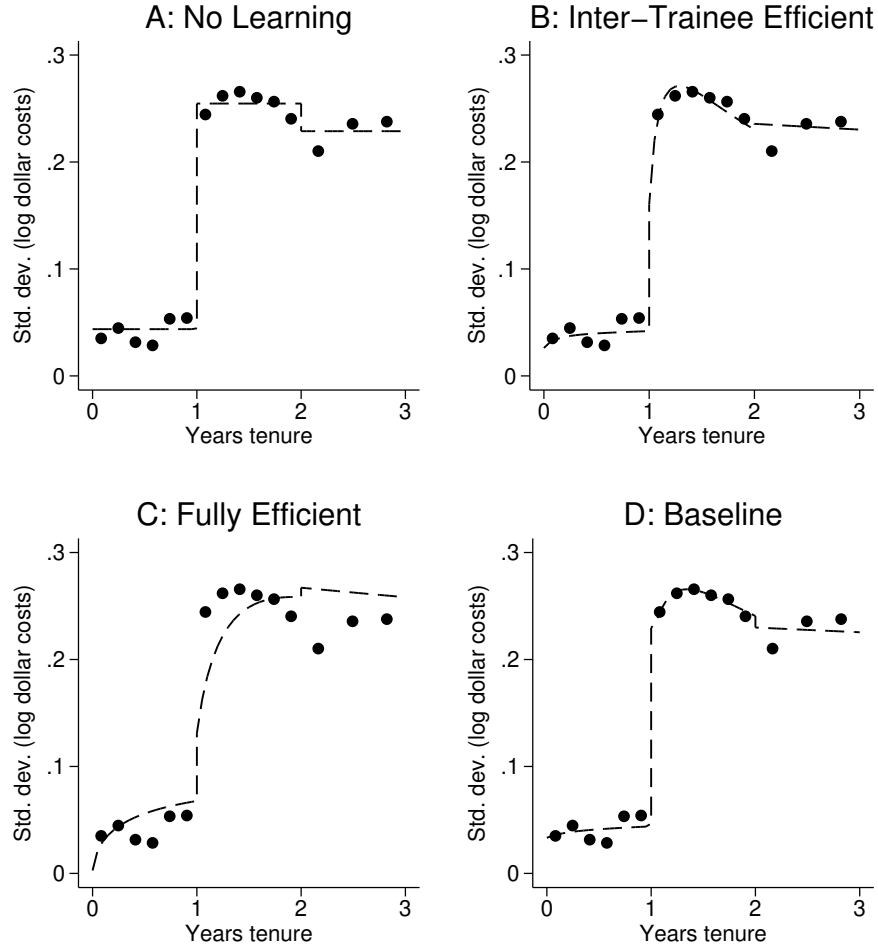 A: No Learning
Std. dev. (log dollar costs)
.3
.2
.1
0
0 1 2 3
Years tenure
B: Inter−Trainee Efficient
Std. dev. (log dollar costs)
.3
.2
.1
0
0 1 2 3
Years tenure
C: Fully Efficient
Std. dev. (log dollar costs)
.3
.2
.1
0
0 1 2 3
Years tenure
D: Baseline
Std. dev. (log dollar costs)
.3
.2
.1
0
0 1 2 3
Years tenure